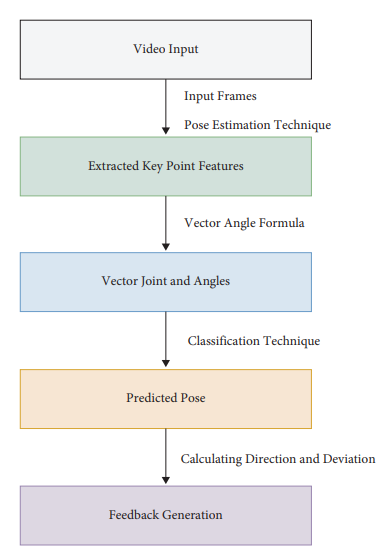 Video Input
Input Frames
Pose Estimation Technique
Extracted Key Point Features
Vector Angle Formula
Vector Joint and Angles
Classification Technique
Predicted Pose
Calculating Direction and Deviation
Feedback Generation